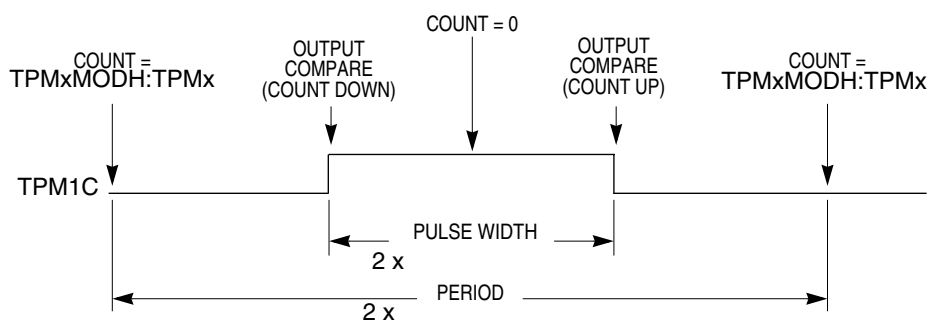 COUNT = 0
COUNT =
TPMxMODH:TPMx
OUTPUT
COMPARE
(COUNT DOWN)
OUTPUT
COMPARE
(COUNT UP)
COUNT =
TPMxMODH:TPMx
TPM1C
PULSE WIDTH
2 x
PERIOD
2 x